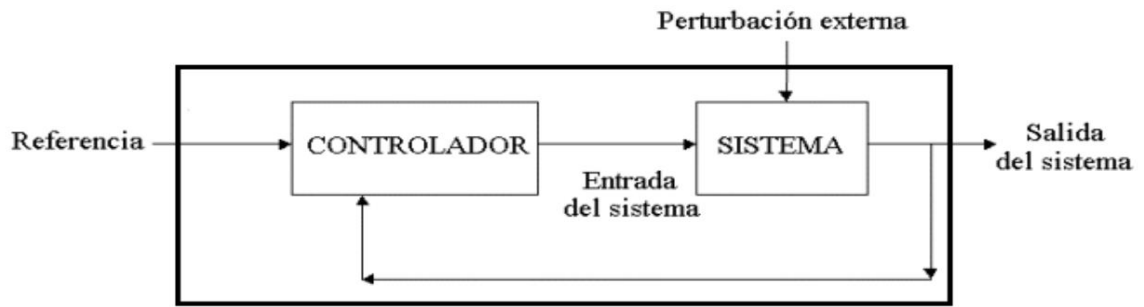 Perturbación externa
Referencia
CONTROLADOR
SISTEMA
Salida
del sistema
Entrada
del sistema